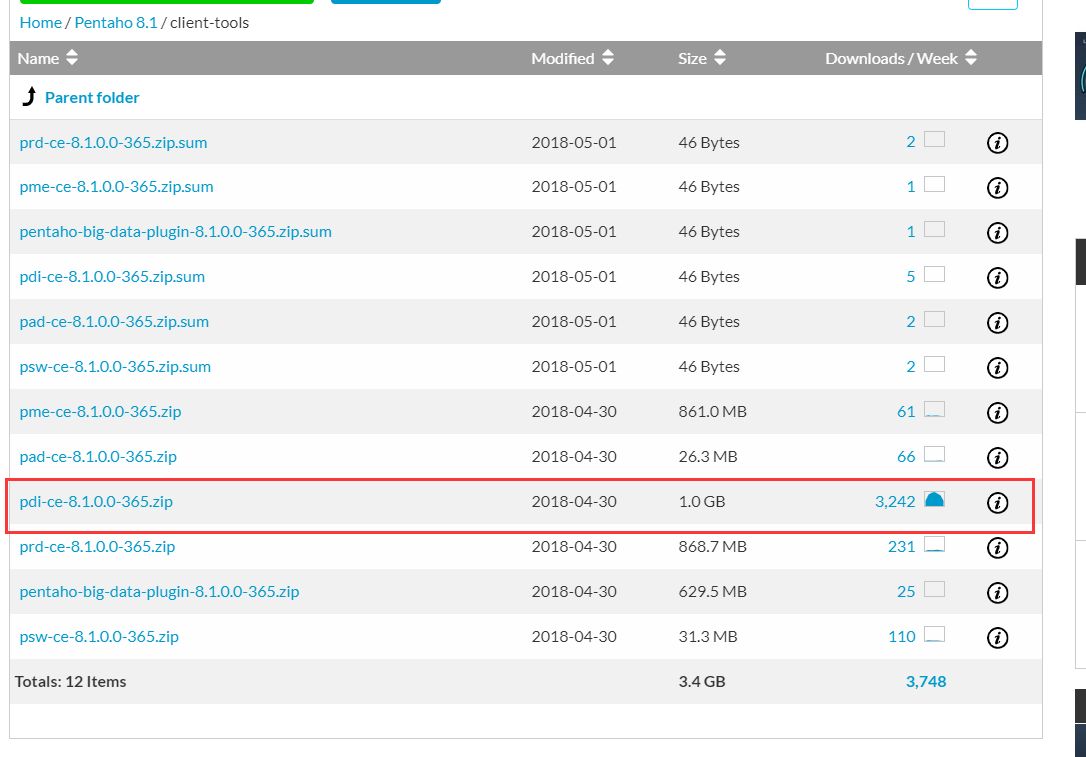 Home / Pentaho 8.1 / client-tools
Name Modified Size Downloads / Week
Parent folder
prd-ce-8.1.0.0-365.zip.sum 2018-05-01 46 Bytes 2 i
pme-ce-8.1.0.0-365.zip.sum 2018-05-01 46 Bytes 1 i
pentaho-big-data-plugin-8.1.0.0-365.zip.sum 2018-05-01 46 Bytes 1 i
pdi-ce-8.1.0.0-365.zip.sum 2018-05-01 46 Bytes 5 i
pad-ce-8.1.0.0-365.zip.sum 2018-05-01 46 Bytes 2 i
psw-ce-8.1.0.0-365.zip.sum 2018-05-01 46 Bytes 2 i
pme-ce-8.1.0.0-365.zip 2018-04-30 861.0 MB 61 i
pad-ce-8.1.0.0-365.zip 2018-04-30 26.3 MB 66 i
pdi-ce-8.1.0.0-365.zip 2018-04-30 1.0 GB 3,242 i
prd-ce-8.1.0.0-365.zip 2018-04-30 868.7 MB 231 i
pentaho-big-data-plugin-8.1.0.0-365.zip 2018-04-30 629.5 MB 25 i
psw-ce-8.1.0.0-365.zip 2018-04-30 31.3 MB 110 i
Totals: 12 Items 3.4 GB 3,748